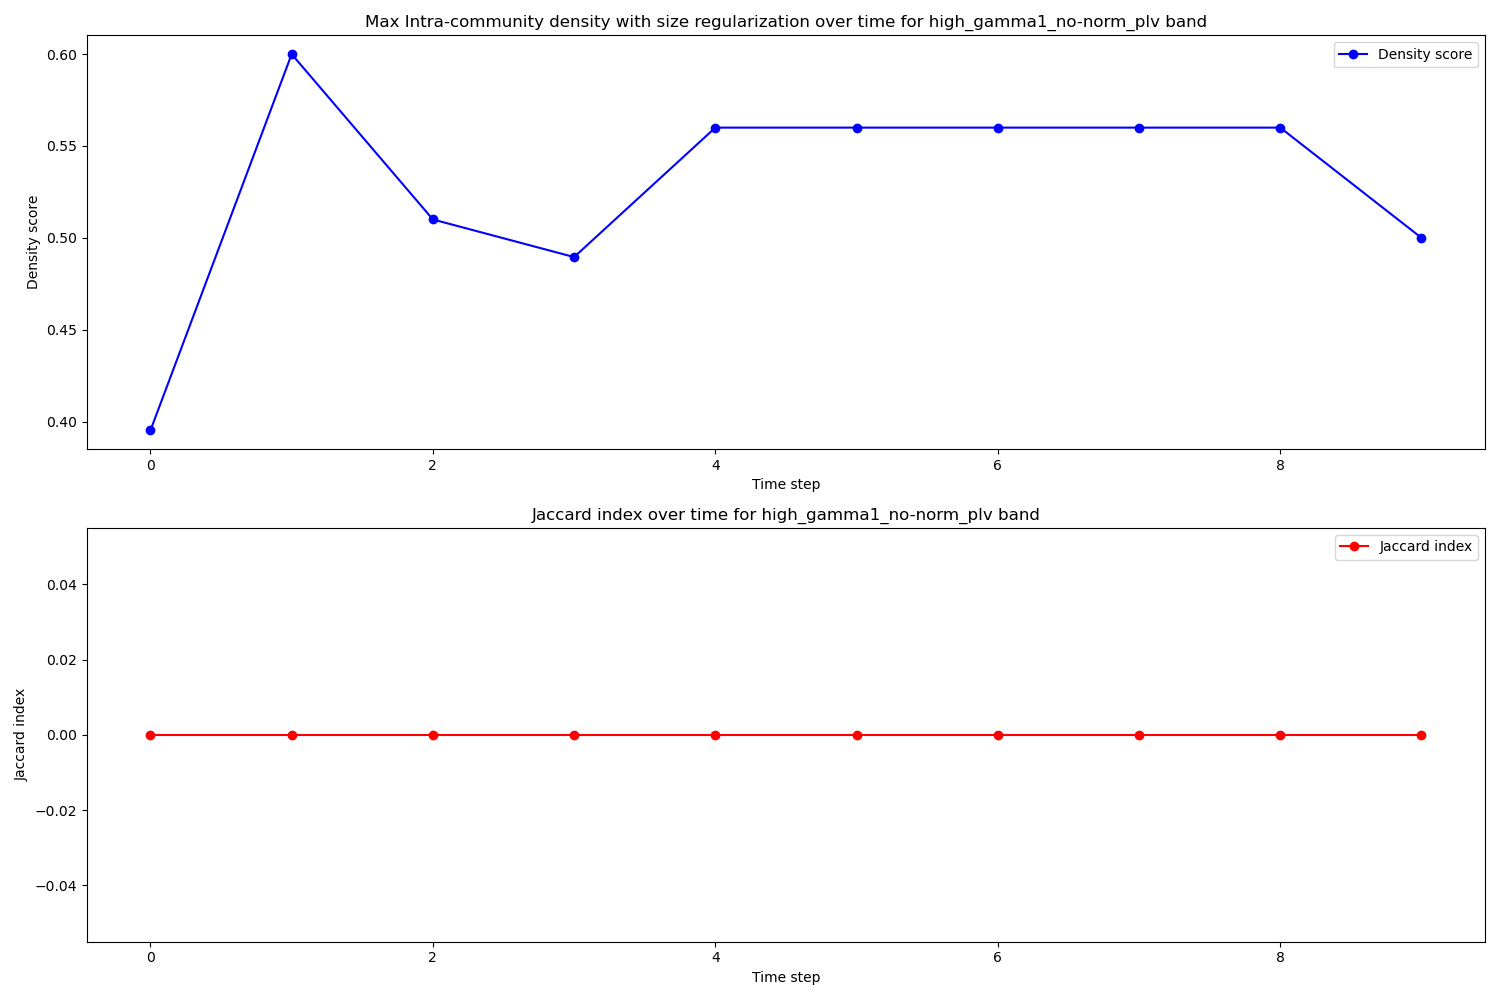 Max Intra-community density with size regularization over time for high_gamma1_no-norm_plv band
Density score
0.60
0.55
0.50
0.45
0.40
Density score
0 2 4 6 8
Time step
Jaccard index over time for high_gamma1_no-norm_plv band
Jaccard index
0.04
0.02
0.00
−0.02
−0.04
Jaccard index
0 2 4 6 8
Time step